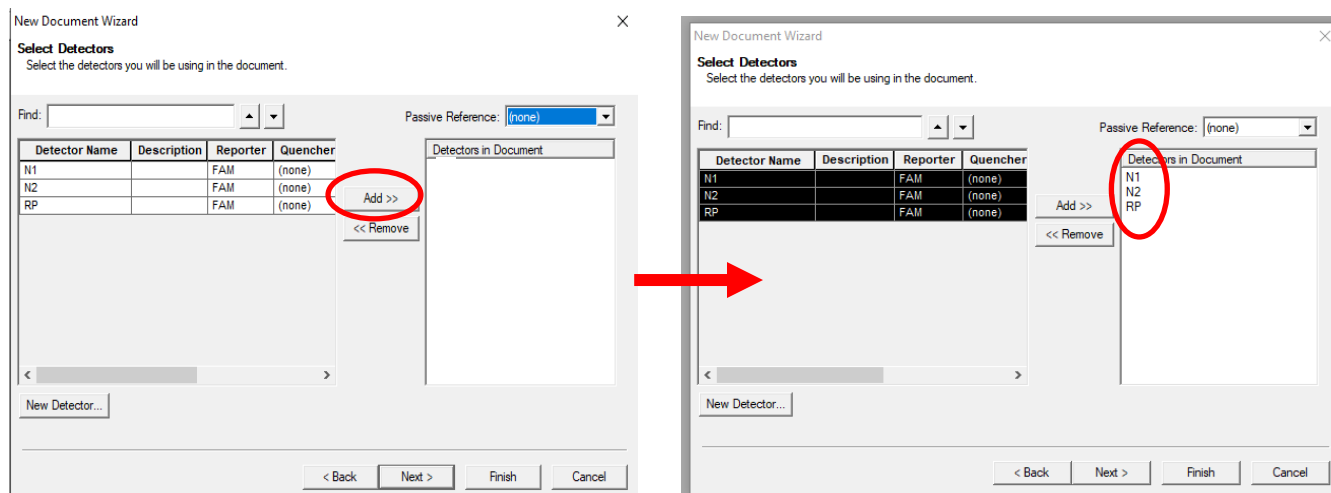 New Document Wizard
Select Detectors
Select the detectors you will be using in the document.
Find:
Passive Reference: (none)
Detector Name Description Reporter Quencher
N1 FAM (none)
N2 FAM (none)
RP FAM (none)
Add >>
<< Remove
Detectors in Document
New Detector...
< Back Next > Finish Cancel
New Document Wizard
Select Detectors
Select the detectors you will be using in the document.
Find:
Passive Reference: (none)
Detector Name Description Reporter Quencher
N1 FAM (none)
N2 FAM (none)
RP FAM (none)
Add >>
<< Remove
Detectors in Document
N1
N2
RP
New Detector...
< Back Next > Finish Cancel